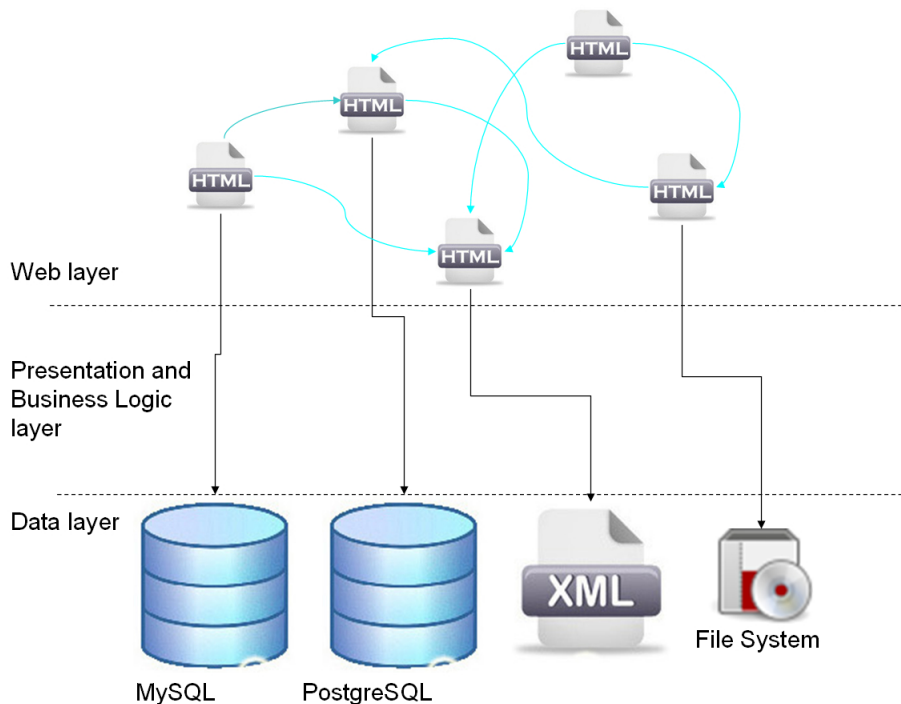 HTML
HTML
HTML
HTML
HTML
Web layer
Presentation and
Business Logic
layer
Data layer
XML
File System
MySQL
PostgreSQL